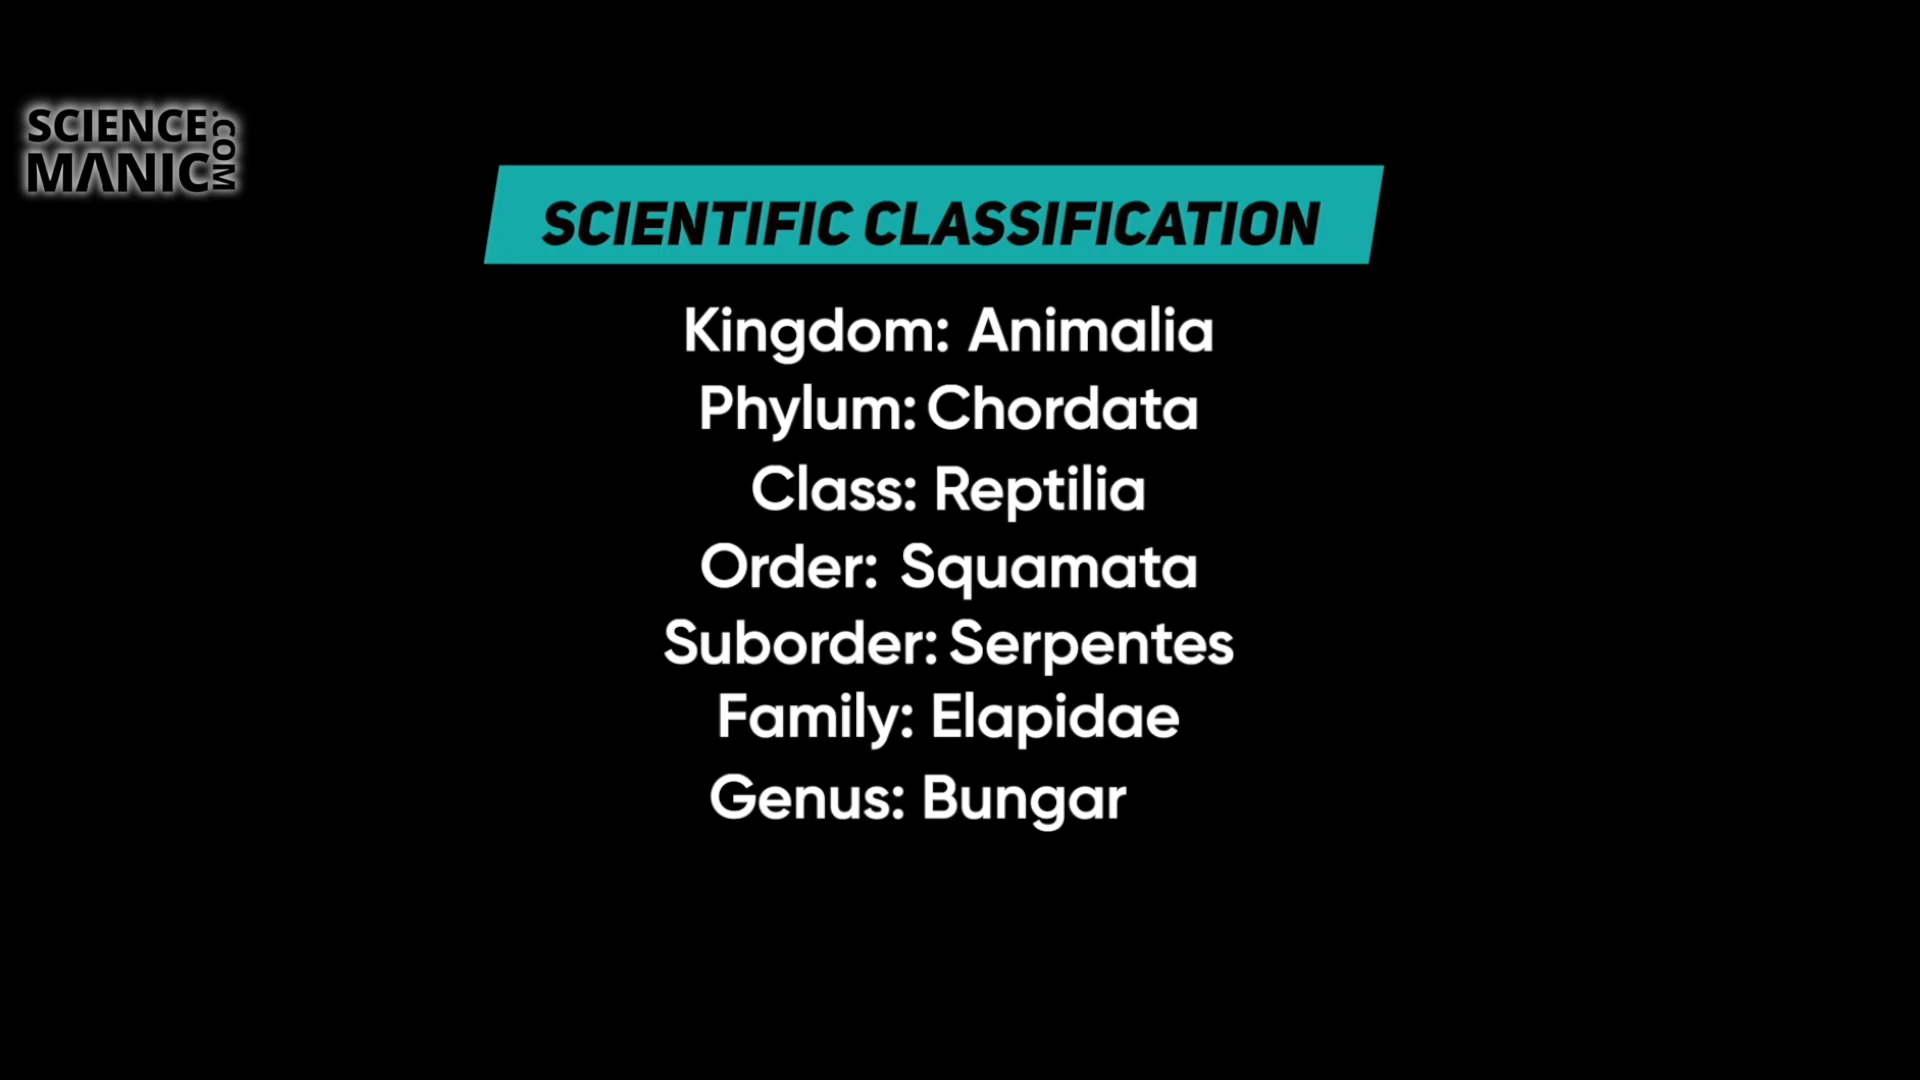 SCIENCE
MANIC
.COM
SCIENTIFIC CLASSIFICATION
Kingdom: Animalia
Phylum: Chordata
Class: Reptilia
Order: Squamata
Suborder: Serpentes
Family: Elapidae
Genus: Bungar